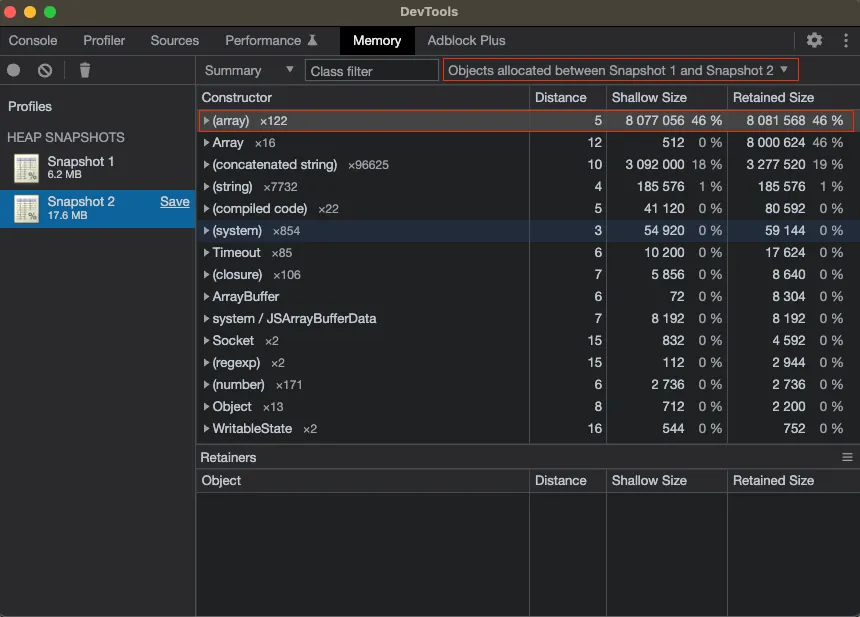 DevTools
Console Profiler Sources Performance Memory Adblock Plus
Summary ▼ Class filter Objects allocated between Snapshot 1 and Snapshot 2 ▼
Profiles
HEAP SNAPSHOTS
Snapshot 1
6.2 MB
Snapshot 2 Save
17.6 MB
Constructor Distance Shallow Size Retained Size
(array) ×122 5 8 077 056 46 % 8 081 568 46 %
Array ×16 12 512 0 % 8 000 624 46 %
(concatenated string) ×96625 10 3 092 000 18 % 3 277 520 19 %
(string) ×7732 4 185 576 1 % 185 576 1 %
(compiled code) ×22 5 41 120 0 % 80 592 0 %
(system) ×854 3 54 920 0 % 59 144 0 %
Timeout ×85 6 10 200 0 % 17 624 0 %
(closure) ×106 7 5 856 0 % 8 640 0 %
ArrayBuffer 6 72 0 % 8 304 0 %
system / JSArrayBufferData 7 8 192 0 % 8 192 0 %
Socket ×2 15 832 0 % 4 592 0 %
(regexp) ×2 15 112 0 % 2 944 0 %
(number) ×171 6 2 736 0 % 2 736 0 %
Object ×13 8 712 0 % 2 200 0 %
WritableState ×2 16 544 0 % 752 0 %
Retainers
Object Distance Shallow Size Retained Size